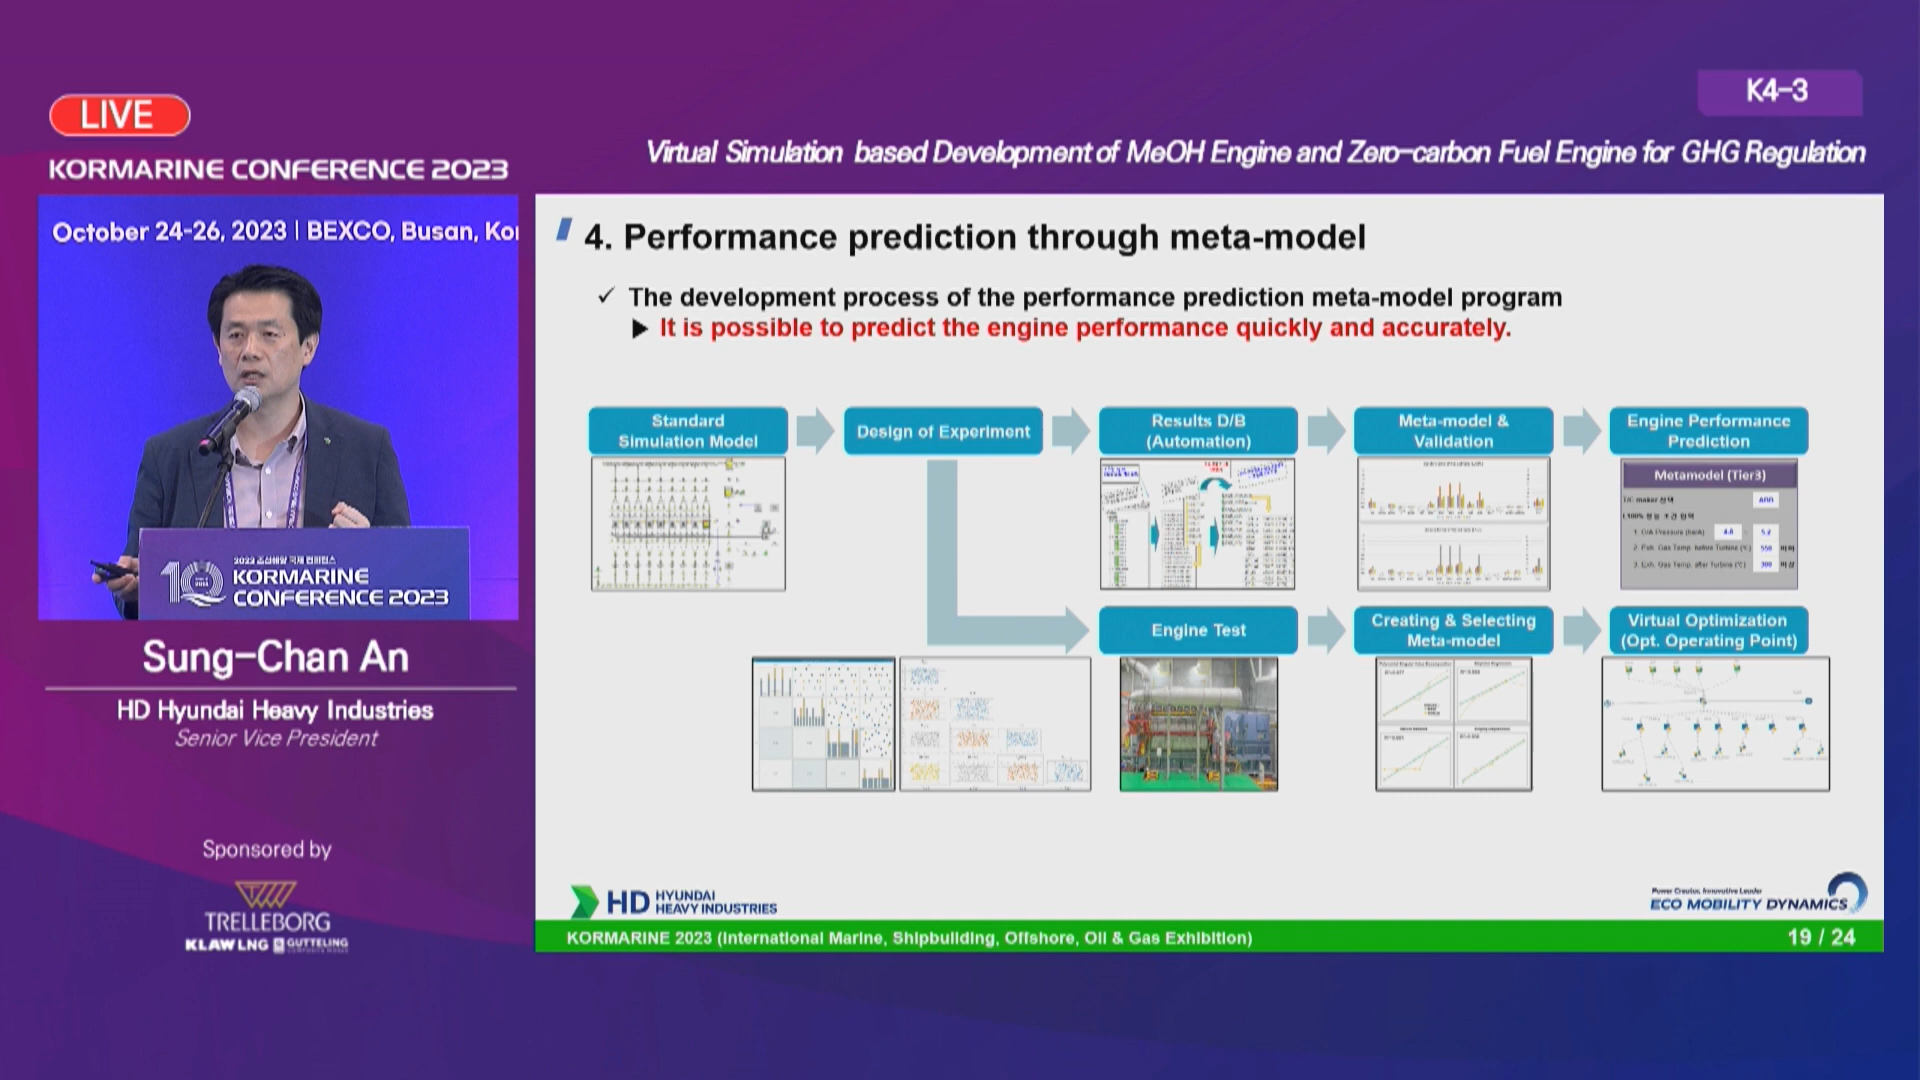 LIVE
KORMARINE CONFERENCE 2023
K4-3
Virtual Simulation based Development of MeOH Engine and Zero-carbon Fuel Engine for GHG Regulation
October 24-26, 2023 | BEXCO, Busan, Kor
KORMARINE
CONFERENCE 2023
Sung-Chan An
HD Hyundai Heavy Industries
Senior Vice President
Sponsored by
TRELLEBORG
KLAW LNG GUTTELING
4. Performance prediction through meta-model
✓ The development process of the performance prediction meta-model program
▶ It is possible to predict the engine performance quickly and accurately.
Standard
Simulation Model
Design of Experiment
Results D/B
(Automation)
Meta-model &
Validation
Engine Performance
Prediction
Metamodel (Tier3)
Engine Test
Creating & Selecting
Meta-model
Virtual Optimization
(Opt. Operating Point)
HD HYUNDAI
HEAVY INDUSTRIES
Power Creator, Innovative Leader
ECO MOBILITY DYNAMICS
KORMARINE 2023 (International Marine, Shipbuilding, Offshore, Oil & Gas Exhibition)
19 / 24